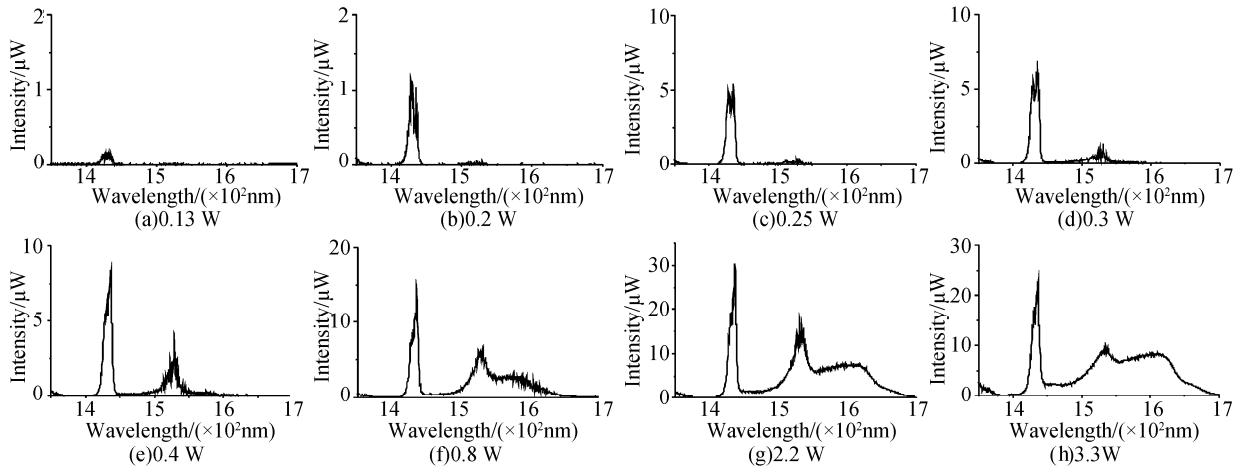 2 2 10 10
Intensity/μW Intensity/μW Intensity/μW Intensity/μW
1 1 5 5
0 0 0 0
14 15 16 17 14 15 16 17 14 15 16 17 14 15 16 17
Wavelength/(×10²nm) Wavelength/(×10²nm) Wavelength/(×10²nm) Wavelength/(×10²nm)
(a)0.13 W (b)0.2 W (c)0.25 W (d)0.3 W
10 20 30 30
Intensity/μW Intensity/μW Intensity/μW Intensity/μW
5 10 20 20
10 10
0 0 0 0
14 15 16 17 14 15 16 17 14 15 16 17 14 15 16 17
Wavelength/(×10²nm) Wavelength/(×10²nm) Wavelength/(×10²nm) Wavelength/(×10²nm)
(e)0.4 W (f)0.8 W (g)2.2 W (h)3.3W